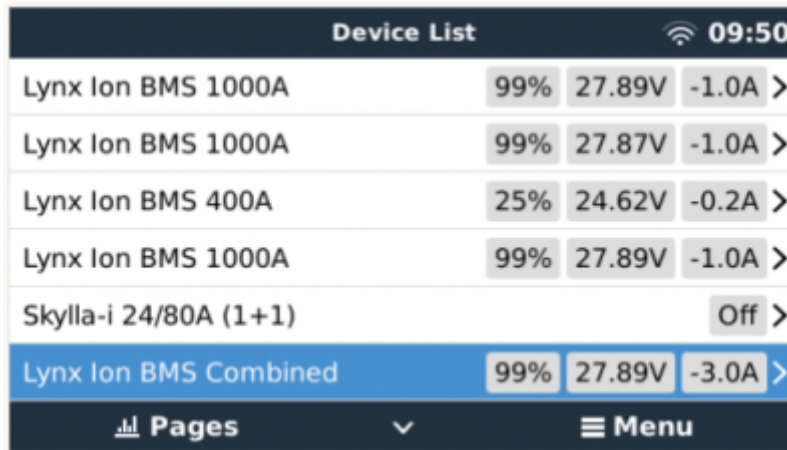 Device List 09:50
Lynx Ion BMS 1000A 99% 27.89V -1.0A
Lynx Ion BMS 1000A 99% 27.87V -1.0A
Lynx Ion BMS 400A 25% 24.62V -0.2A
Lynx Ion BMS 1000A 99% 27.89V -1.0A
Skylla-i 24/80A (1+1) Off
Lynx Ion BMS Combined 99% 27.89V -3.0A
Pages Menu